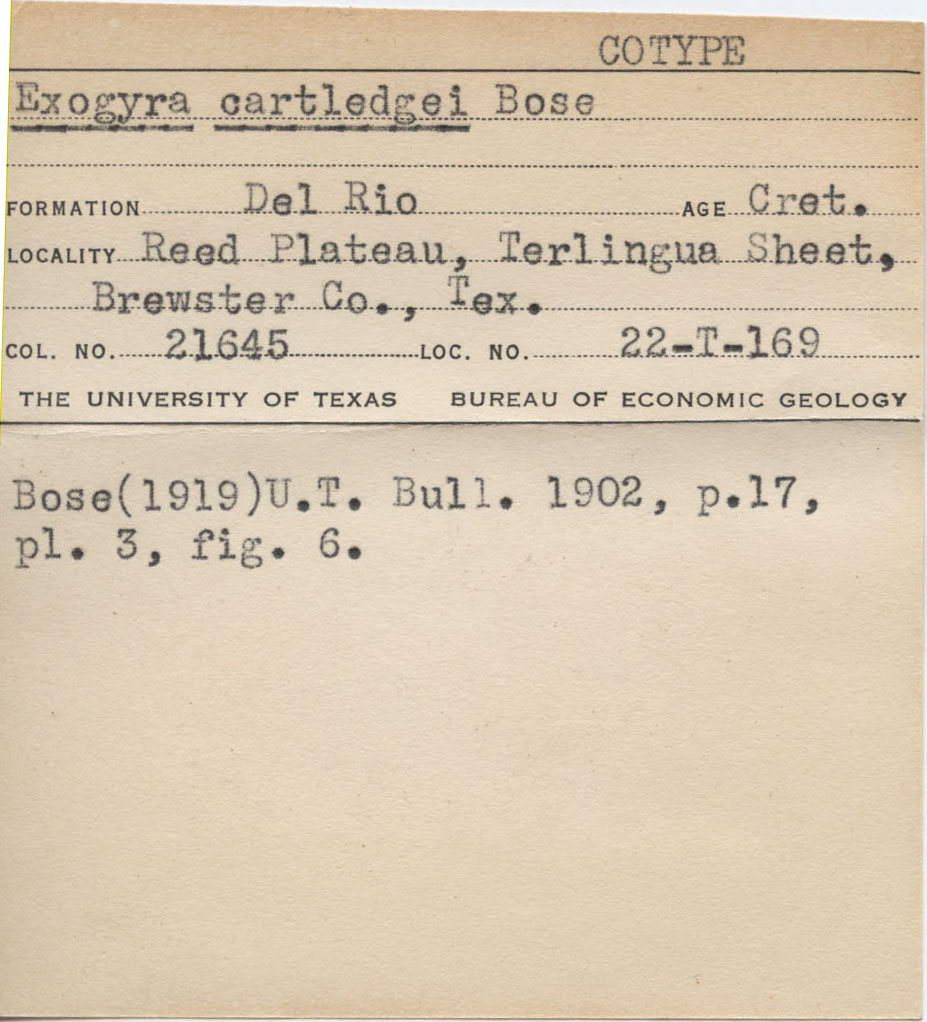 COTYPE
Exogyra cartledgei Bose
FORMATION Del Rio AGE Cret.
LOCALITY Reed Plateau, Terlingua Sheet,
Brewster Co., Tex.
COL. NO. 21645 LOC. NO. 22-T-169
THE UNIVERSITY OF TEXAS BUREAU OF ECONOMIC GEOLOGY
Bose(1919)U.T. Bull. 1902, p.17,
pl. 3, fig. 6.